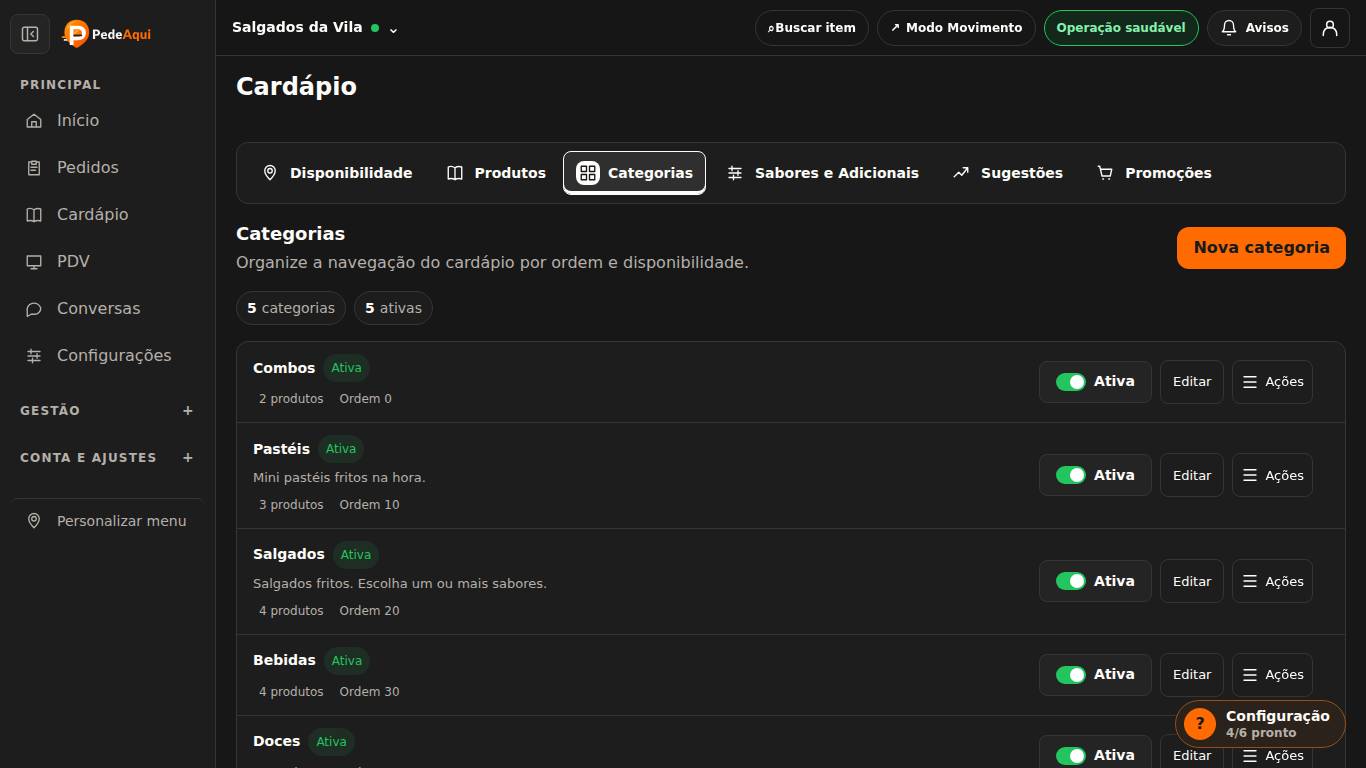 PedeAqui
Salgados da Vila
Buscar item
Modo Movimento
Operação saudável
Avisos
PRINCIPAL
Início
Pedidos
Cardápio
PDV
Conversas
Configurações
GESTÃO +
CONTA E AJUSTES +
Personalizar menu
Cardápio
Disponibilidade
Produtos
Categorias
Sabores e Adicionais
Sugestões
Promoções
Categorias
Organize a navegação do cardápio por ordem e disponibilidade.
Nova categoria
5 categorias
5 ativas
Combos Ativa
2 produtos Ordem 0
Ativa Editar Ações
Pastéis Ativa
Mini pastéis fritos na hora.
3 produtos Ordem 10
Ativa Editar Ações
Salgados Ativa
Salgados fritos. Escolha um ou mais sabores.
4 produtos Ordem 20
Ativa Editar Ações
Bebidas Ativa
4 produtos Ordem 30
Ativa Editar Ações
Doces Ativa
Ativa Editar Ações
? Configuração
4/6 pronto